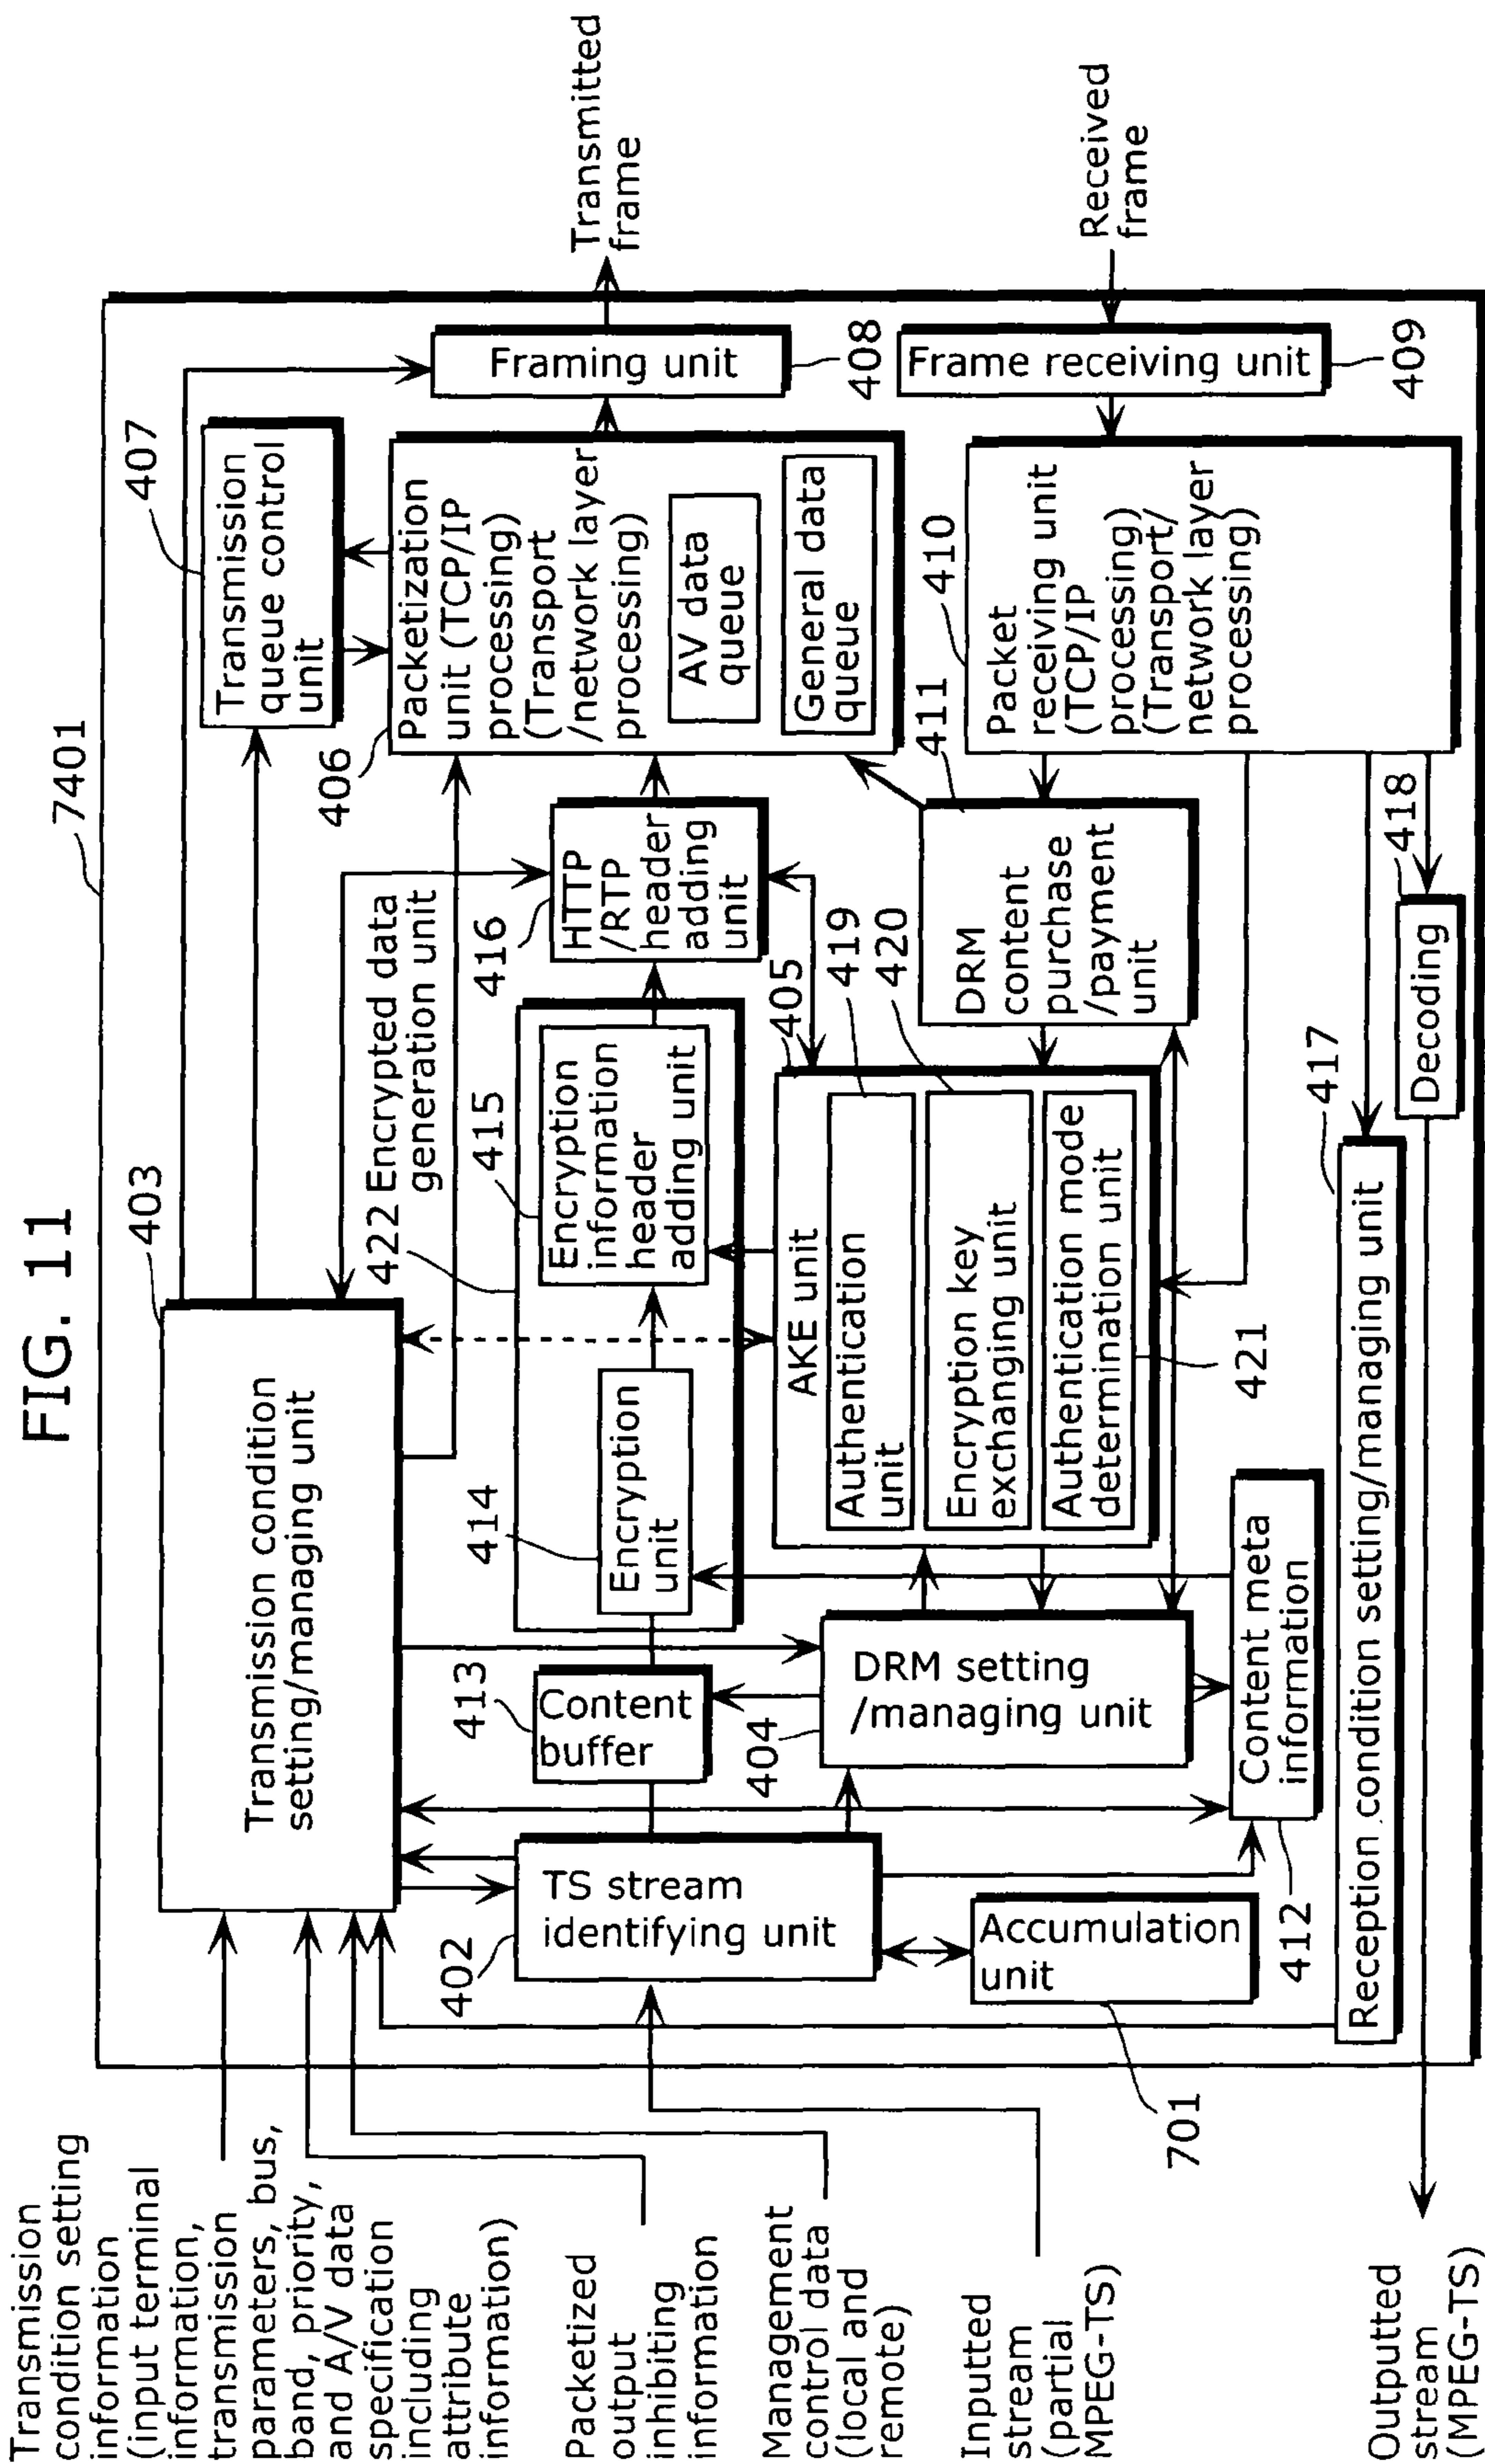 FIG. 11
7401
Transmission
condition setting
information
(input terminal
information,
transmission
parameters, bus,
band, priority,
and A/V data
specification
including
attribute
information)
Packetized
output
inhibiting
information
Management
control data
(local and
remote)
Inputted
stream
(partial
MPEG-TS)
Outputted
stream
(MPEG-TS)
403
Transmission condition
setting/managing unit
402
TS stream
identifying unit
Accumulation
unit
701
413
Content
buffer
404
DRM setting
/managing unit
412
Content meta
information
422 Encrypted data
generation unit
414
Encryption
unit
415
Encryption
information
header
adding unit
405
AKE unit
419
Authentication
unit
420
Encryption key
exchanging unit
Authentication mode
determination unit
421
416
HTTP
/RTP
header
adding
unit
407
Transmission
queue control
unit
406
Packetization
unit (TCP/IP
processing)
(Transport
/network layer
processing)
AV data
queue
General data
queue
Framing unit
408
Transmitted
frame
Received
frame
Frame receiving unit
409
410
Packet
receiving unit
(TCP/IP
processing)
(Transport/
network layer
processing)
411
DRM
content
purchase
/payment
unit
417
Reception condition setting/managing unit
418
Decoding